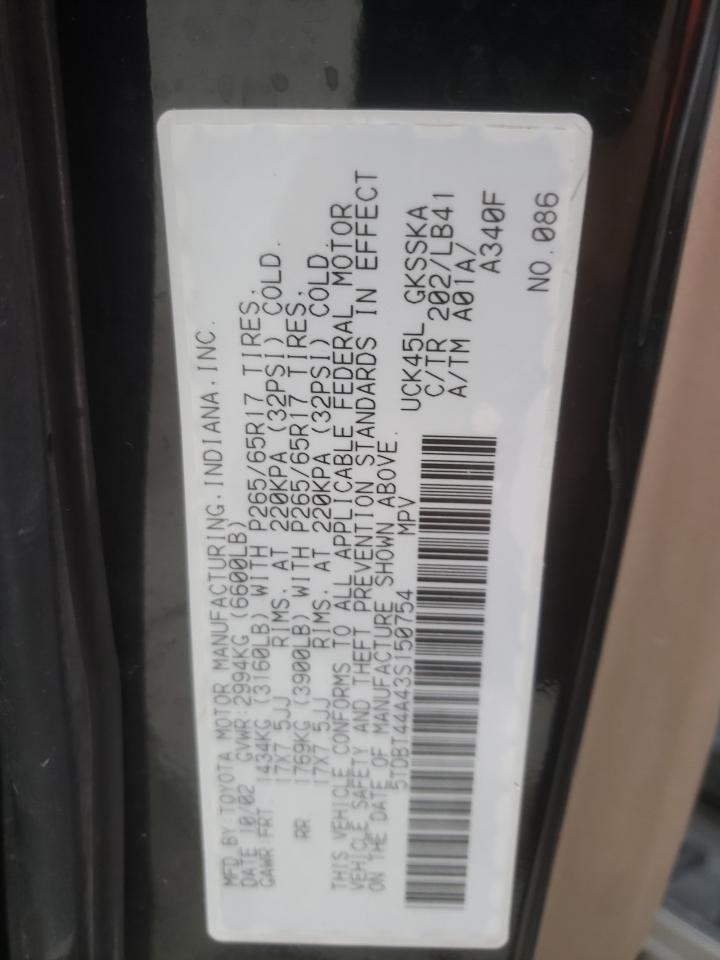 MFD.BY:TOYOTA MOTOR MANUFACTURING.INDIANA.INC.
DATE 10/02 GVWR:2994KG (6600LB)
GAWR FRT. 1434KG (3160LB) WITH P265/65R17 TIRES,
17X7.5JJ RIMS. AT 220KPA (32PSI) COLD.
RR. 1769KG (3900LB) WITH P265/65R17 TIRES,
17X7.5JJ RIMS. AT 220KPA (32PSI) COLD.
THIS VEHICLE CONFORMS TO ALL APPLICABLE FEDERAL MOTOR
VEHICLE SAFETY AND THEFT PREVENTION STANDARDS IN EFFECT
ON THE DATE OF MANUFACTURE SHOWN ABOVE.
5TDBT44A43S150754 MPV
UCK45L GKSSKA
C/TR 202/LB41
A/TM A01A/
A340F
NO.086